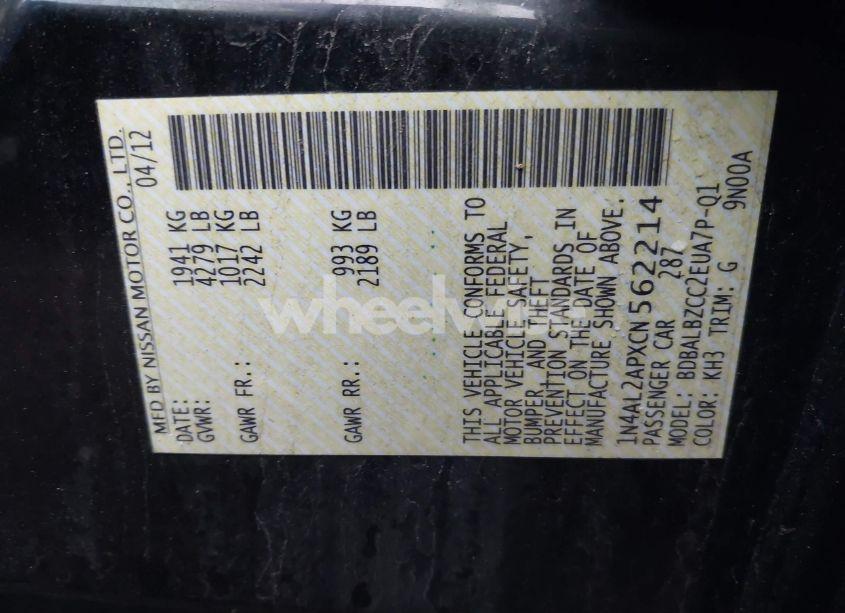 MFD BY NISSAN MOTOR CO., LTD.
DATE: 04/12
GVWR: 1941 KG
4279 LB
GAWR FR.: 1017 KG
2242 LB
GAWR RR.: 993 KG
2189 LB
THIS VEHICLE CONFORMS TO
ALL APPLICABLE FEDERAL
MOTOR VEHICLE SAFETY,
BUMPER, AND THEFT
PREVENTION STANDARDS IN
EFFECT ON THE DATE OF
MANUFACTURE SHOWN ABOVE.
1N4AL2APXCN562214
PASSENGER CAR 287
MODEL: BDBALBZCC2EUA7P-Q1
COLOR: KH3 TRIM: G 9N00A